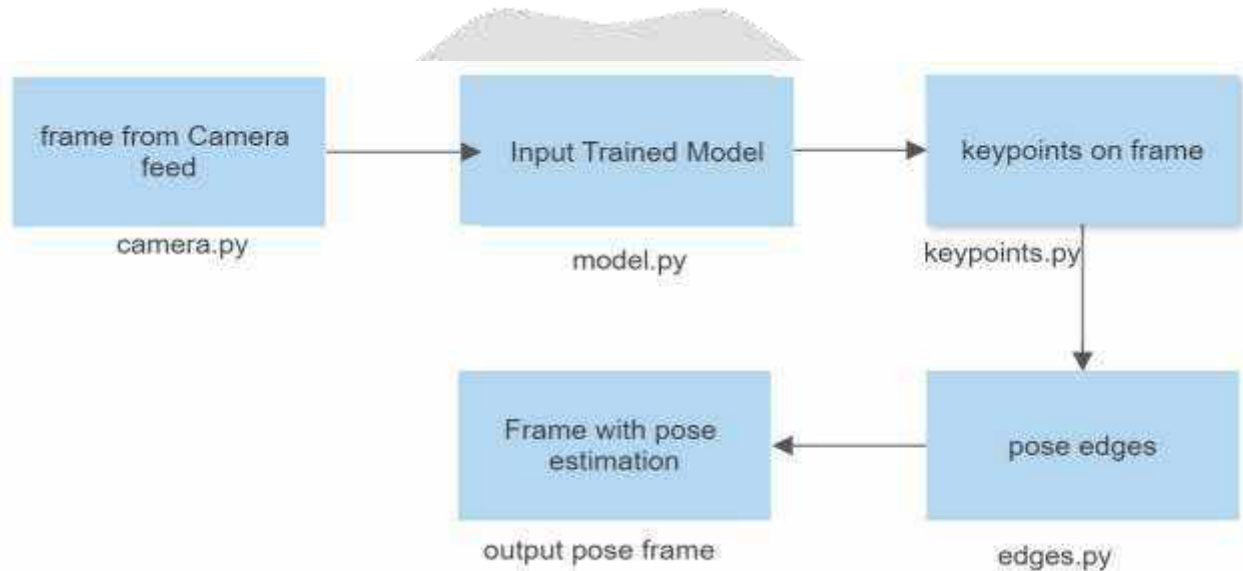 frame from Camera
feed
camera.py
Input Trained Model
model.py
keypoints on frame
keypoints.py
pose edges
edges.py
Frame with pose
estimation
output pose frame